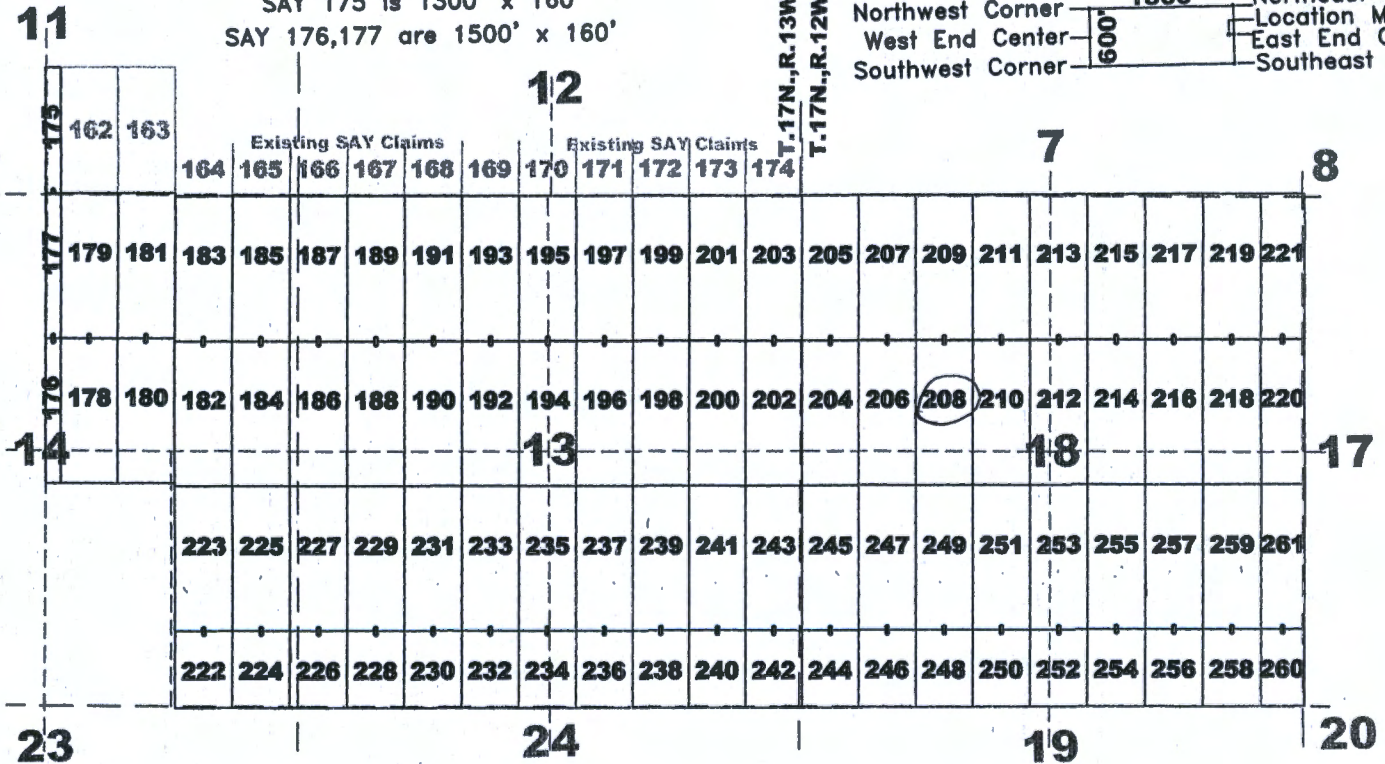 11
SAY 175 is 1300' x 160'
SAY 176,177 are 1500' x 160'
12
T.17N.,R.13W
T.17N.,R.12W
Northwest Corner
West End Center
Southwest Corner
600'
Location
East End
Southeast
7
8
175 162 163
Existing SAY Claims Existing SAY Claims
164 165 166 167 168 169 170 171 172 173 174
177 179 181 183 185 187 189 191 193 195 197 199 201 203 205 207 209 211 213 215 217 219 221
176 178 180 182 184 186 188 190 192 194 196 198 200 202 204 206 208 210 212 214 216 218 220
14 13 18 17
223 225 227 229 231 233 235 237 239 241 243 245 247 249 251 253 255 257 259 261
222 224 226 228 230 232 234 236 238 240 242 244 246 248 250 252 254 256 258 260
23 24 19 20